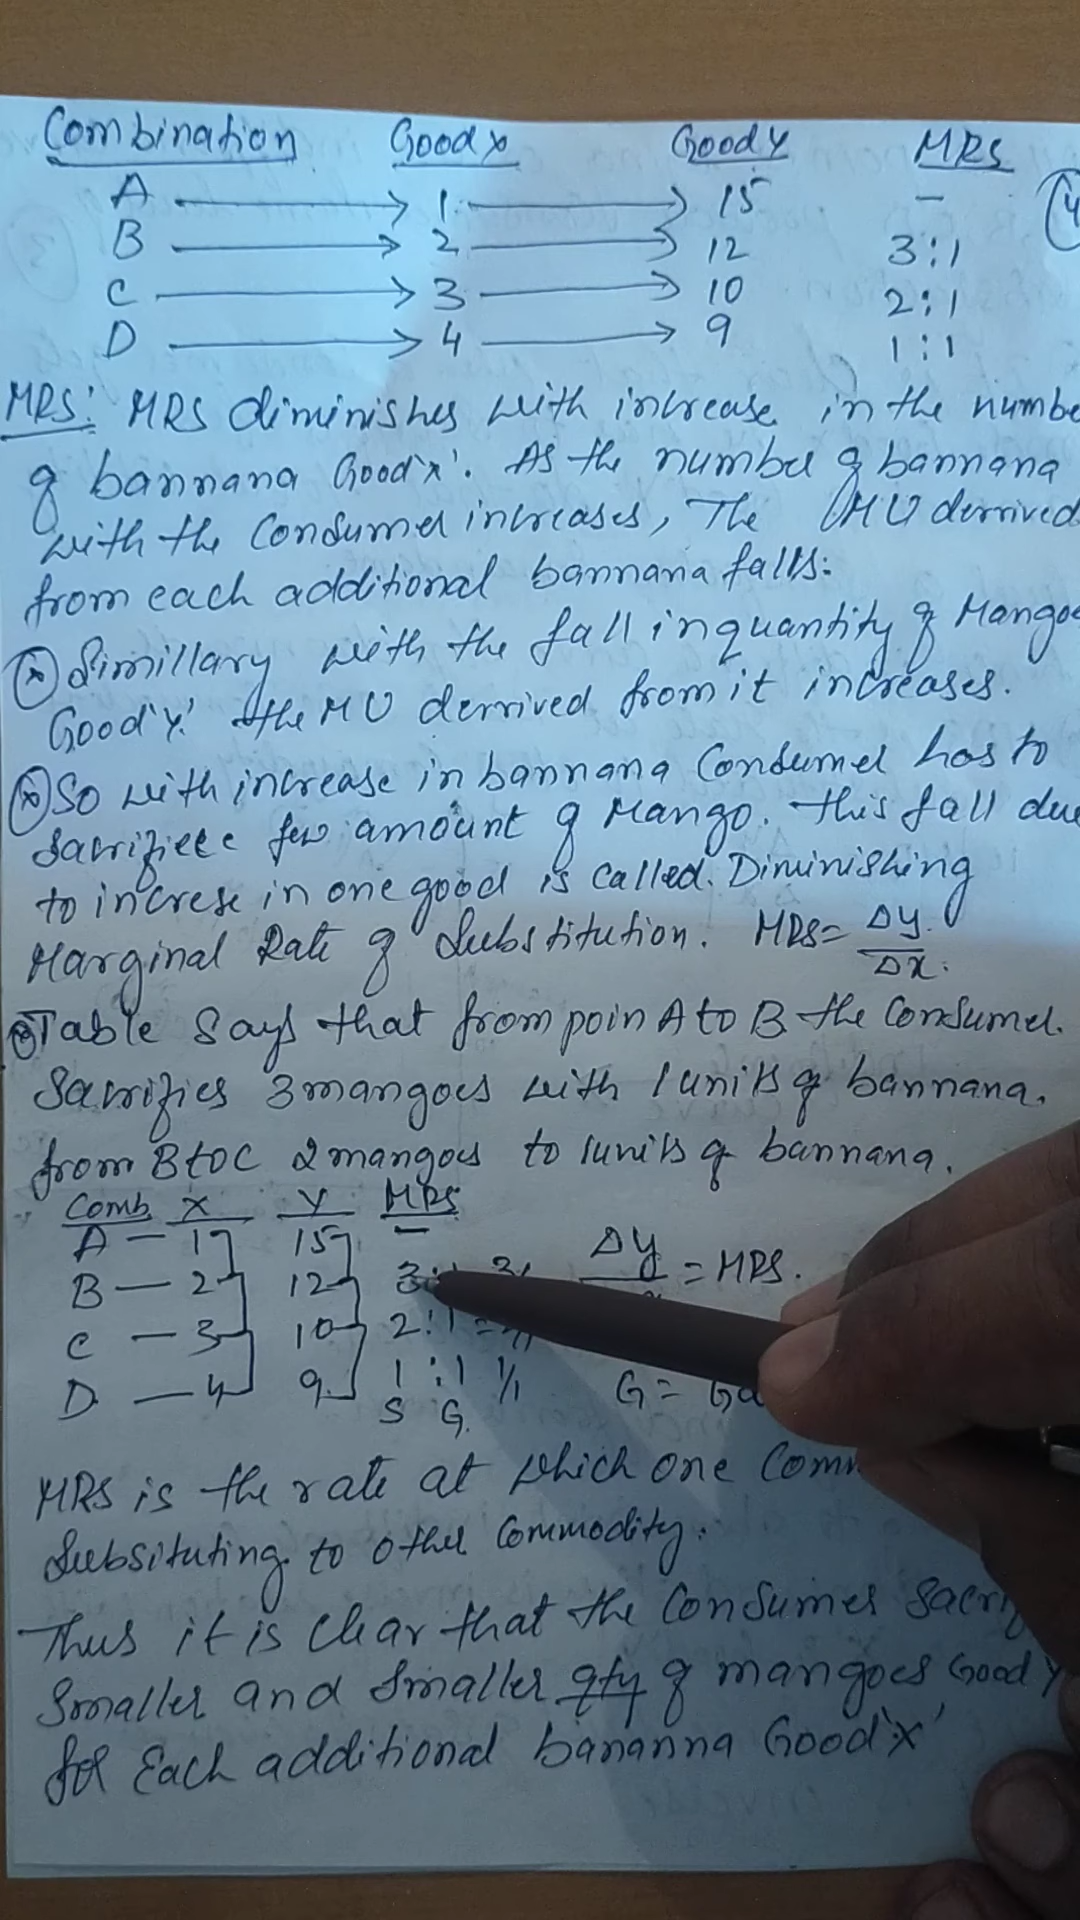 Combination Good x Good y MRS
A → 1 → 15 —
B → 2 → 12 3:1
C → 3 → 10 2:1
D → 4 → 9 1:1
MRS: MRS diminishes with increase in the numbe
of bannana Good 'x'. As the number of bannana
with the Consumer increases, The MU derrived
from each additional bannana falls.
Simillary with the fall in quantity of Mangoe
Good 'Y' the MU derrived from it increases.
So with increase in bannana Consumer has to
few amount of Mango. This fall due
to increse in one good is called. Diminishing
Marginal Rate of Substitution. MRS = Δy / Δx.
Table Says that from poin A to B the Consumer.
Sacrifies 3 mangoes with 1 units of bannana.
from B to C 2 mangoes to 1 units of bannana.
Comb X Y MRS
A — 1 15 —
B — 2 12 Δy = MRS.
C — 3 10 2:1
D — 4 9 1:1 1/1 G =
S G.
MRS is the rate at which one
Subsituting to other Commodity.
Thus it is clear that the Consumer
Smaller and Smaller qty of mangoes Good y
for Each additional bananna Good 'x'